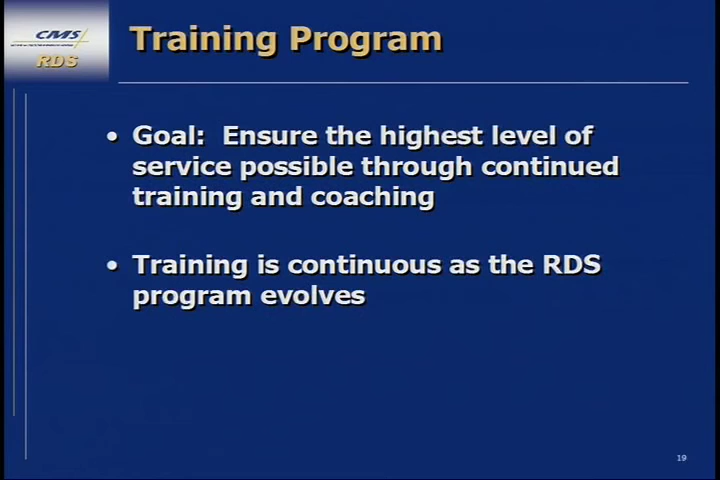 CMS
RDS
Training Program
• Goal:  Ensure the highest level of
service possible through continued
training and coaching
• Training is continuous as the RDS
program evolves
19